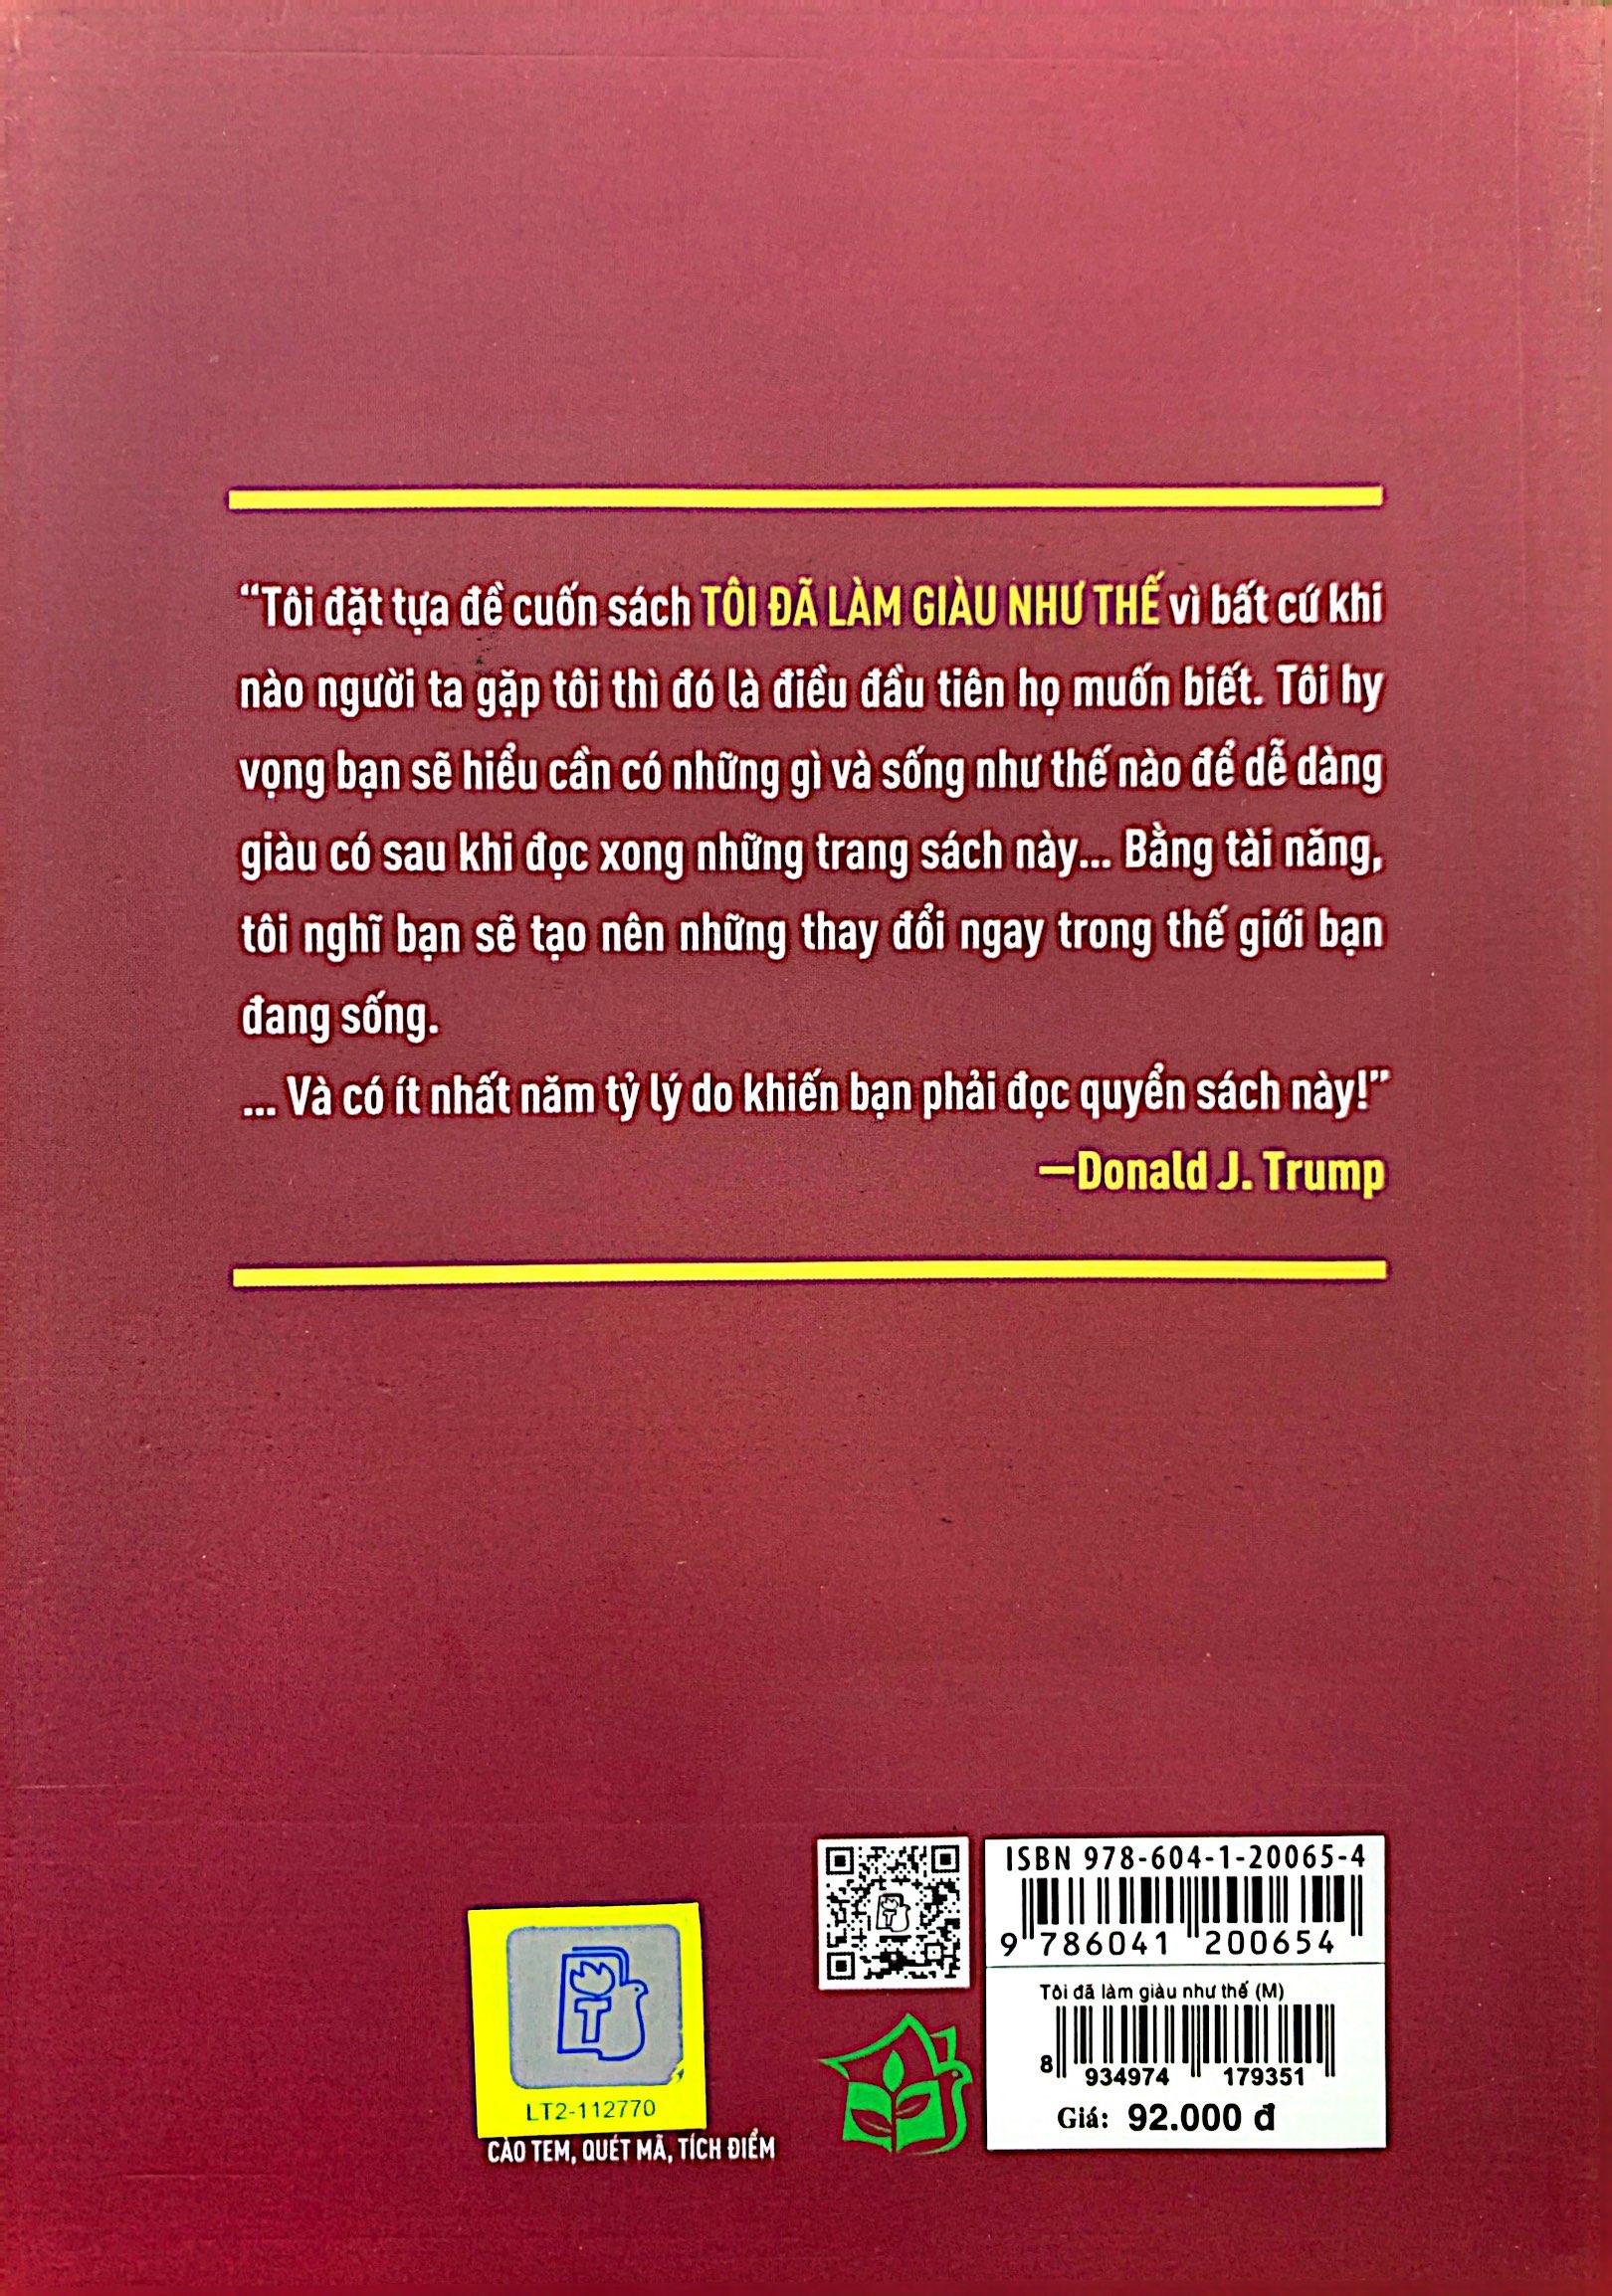 “Tôi đặt tựa đề cuốn sách TÔI ĐÃ LÀM GIÀU NHƯ THẾ vì bất cứ khi
nào người ta gặp tôi thì đó là điều đầu tiên họ muốn biết. Tôi hy
vọng bạn sẽ hiểu cần có những gì và sống như thế nào để dễ dàng
giàu có sau khi đọc xong những trang sách này... Bằng tài năng,
tôi nghĩ bạn sẽ tạo nên những thay đổi ngay trong thế giới bạn
đang sống.
... Và có ít nhất năm tỷ lý do khiến bạn phải đọc quyển sách này!”
—Donald J. Trump
ISBN 978-604-1-20065-4
9 786041 200654
Tôi đã làm giàu như thế (M)
8 934974 179351
Giá: 92.000 đ
T
LT2-112770
CÀO TEM, QUÉT MÃ, TÍCH ĐIỂM